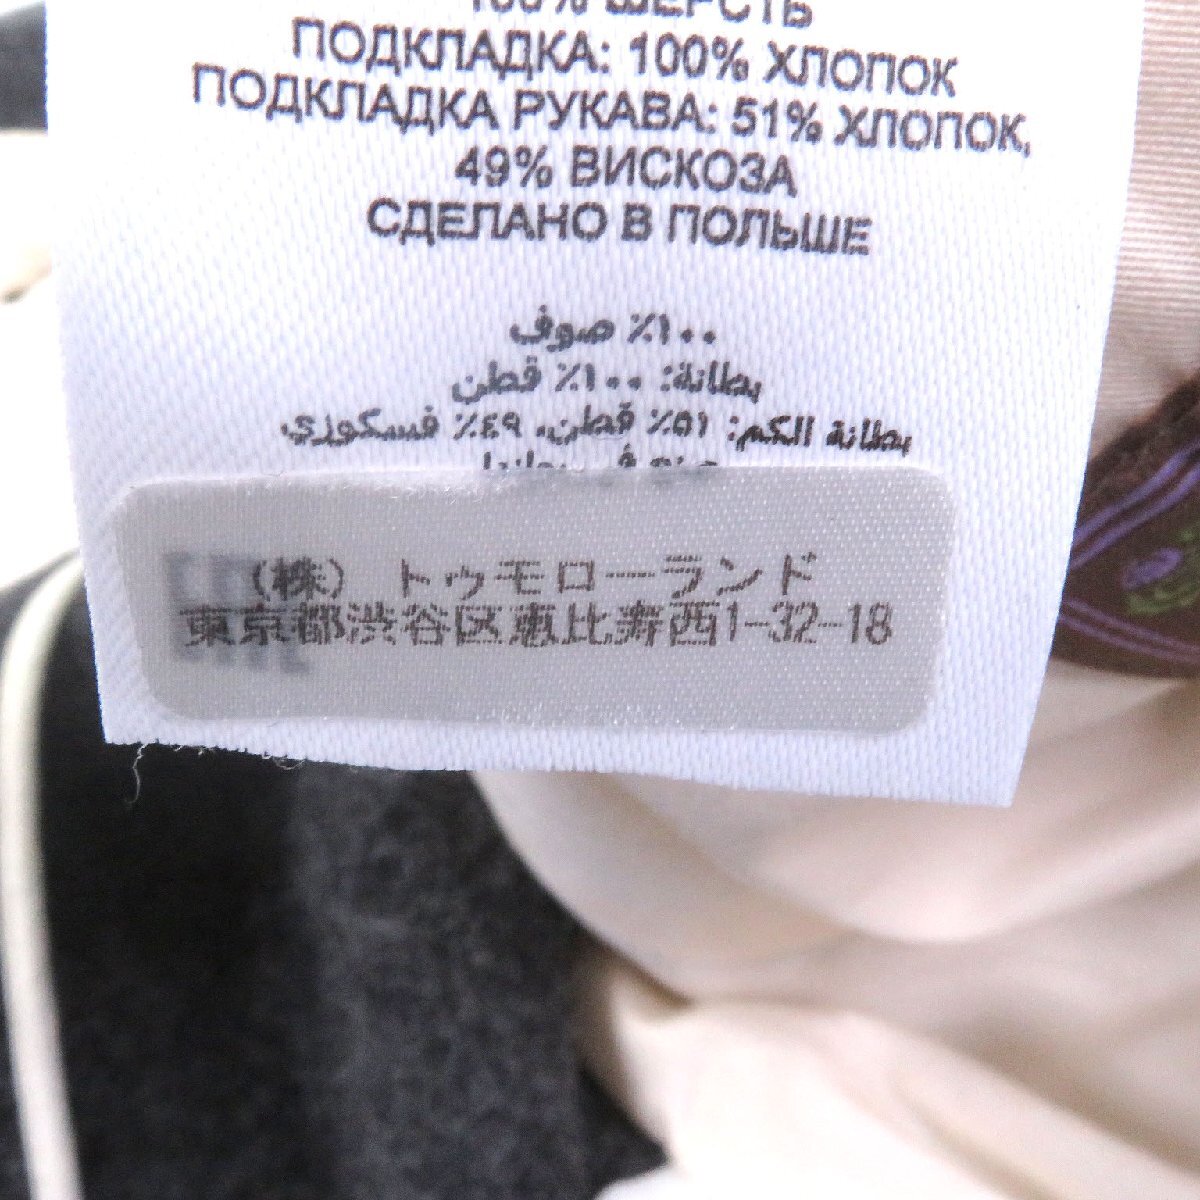 100% ШЕРСТЬ
ПОДКЛАДКА: 100% ХЛОПОК
ПОДКЛАДКА РУКАВА: 51% ХЛОПОК,
49% ВИСКОЗА
СДЕЛАНО В ПОЛЬШЕ
١٠٠٪ صوف
بطانة: ١٠٠٪ قطن
بطانة الكم: ٥١٪ قطن، ٤٩٪ فسكوزي
(株) トゥモローランド
東京都渋谷区恵比寿西1-32-18